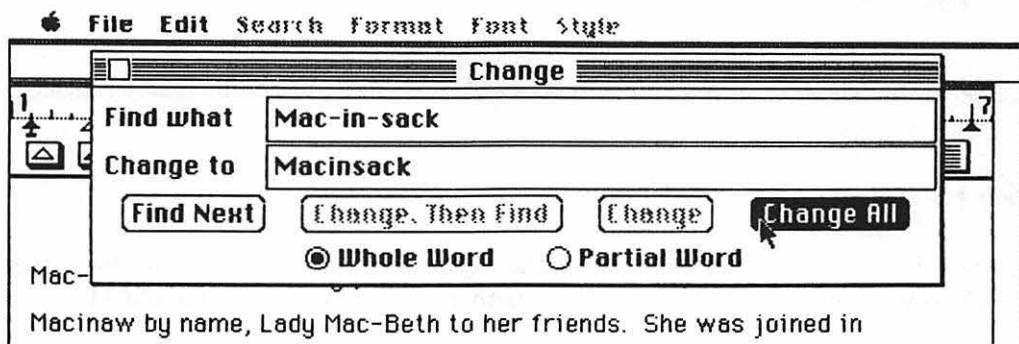 File Edit Search Format Font Style
Change
1 7
Find what Mac-in-sack
Change to Macinsack
Find Next Change, Then Find Change Change All
Whole Word Partial Word
Mac-
Macinaw by name, Lady Mac-Beth to her friends. She was joined in